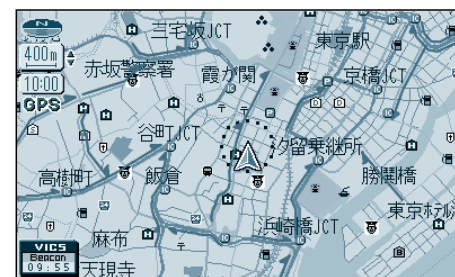 N
三宅坂JCT
東京駅
400m
赤坂警察署
霞が関
京橋JCT
10:00
GPS
谷町JCT
汐留乗継所
高樹町
飯倉
勝鬨橋
浜崎橋JCT
東京ホテル
麻布
VICS
Beacon
09:55
天現寺